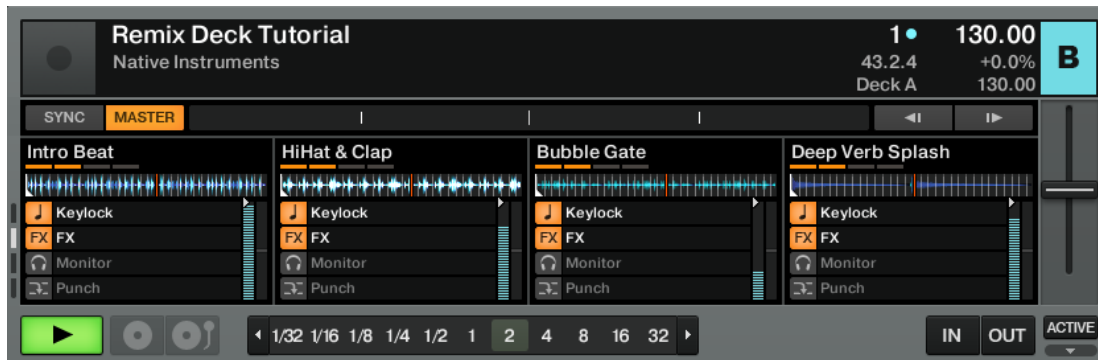 Remix Deck Tutorial 1 130.00
Native Instruments 43.2.4 +0.0% B
Deck A 130.00
SYNC MASTER
Intro Beat HiHat & Clap Bubble Gate Deep Verb Splash
Keylock Keylock Keylock Keylock
FX FX FX FX FX FX FX FX
Monitor Monitor Monitor Monitor
Punch Punch Punch Punch
1/32 1/16 1/8 1/4 1/2 1 2 4 8 16 32 IN OUT ACTIVE